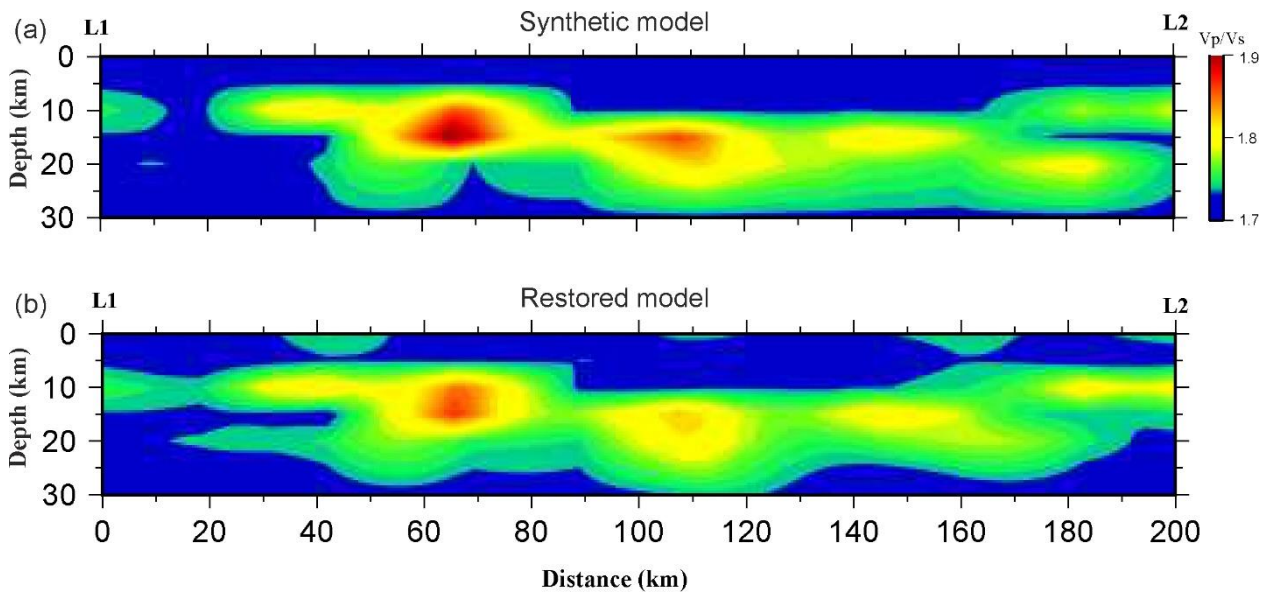 (a) L1 Synthetic model L2
Vp/Vs
0
10
20
30
Depth (km)
1.9
1.8
1.7
(b) L1 Restored model L2
0
10
20
30
Depth (km)
0 20 40 60 80 100 120 140 160 180 200
Distance (km)